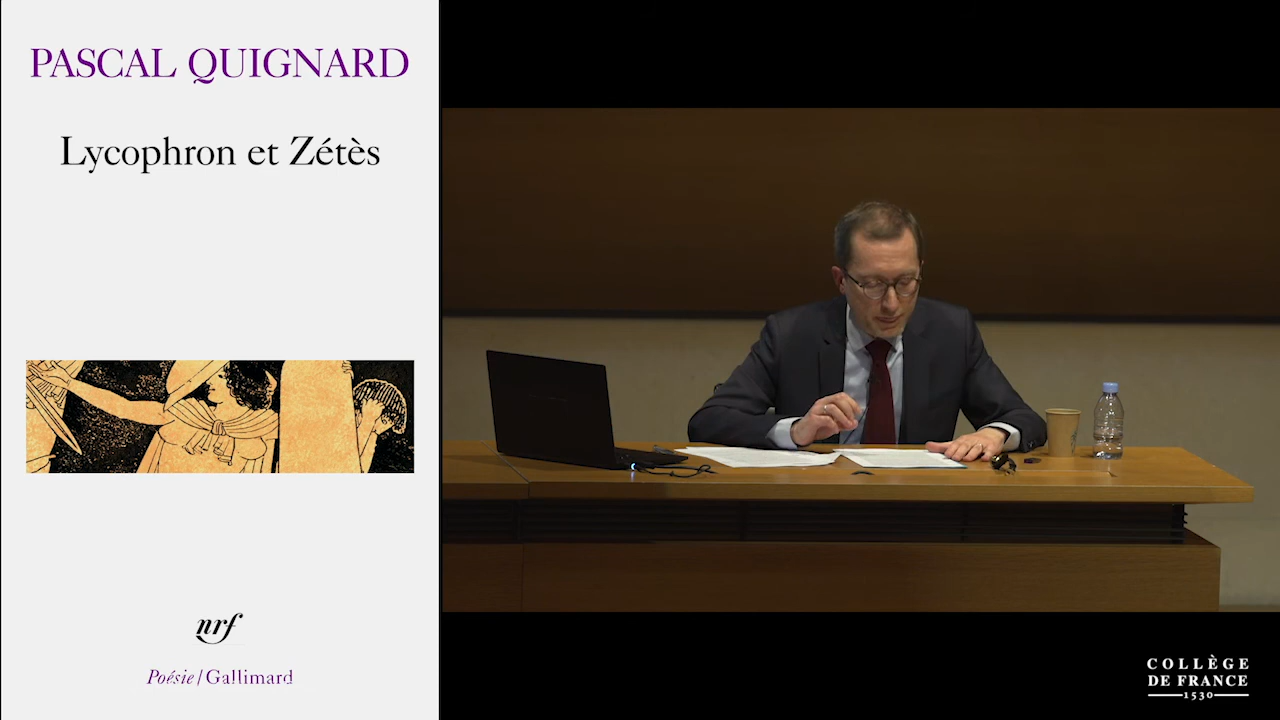 PASCAL QUIGNARD
Lycophron et Zétès
nrf
Poésie / Gallimard
COLLÈGE
DE FRANCE
1530